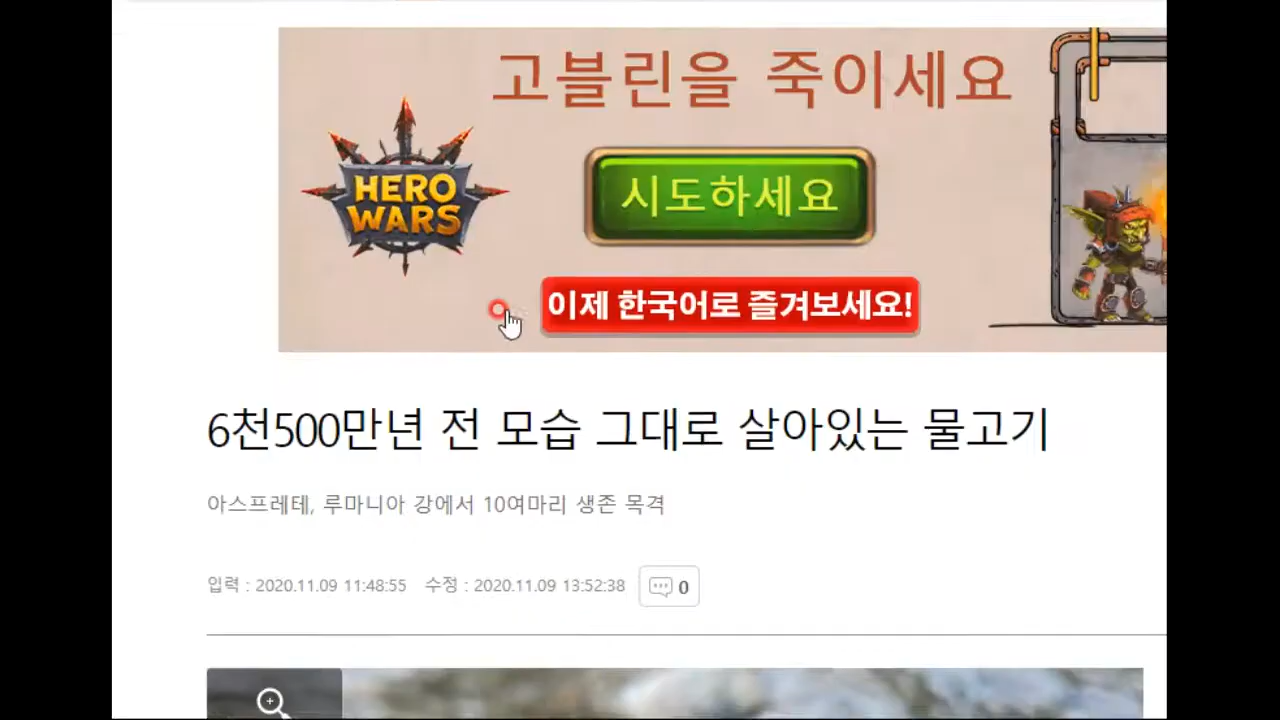 고블린을 죽이세요
HERO
WARS
시도하세요
이제 한국어로 즐겨보세요!
6천500만년 전 모습 그대로 살아있는 물고기
아스프레테, 루마니아 강에서 10여마리 생존 목격
입력 : 2020.11.09 11:48:55 수정 : 2020.11.09 13:52:38 0